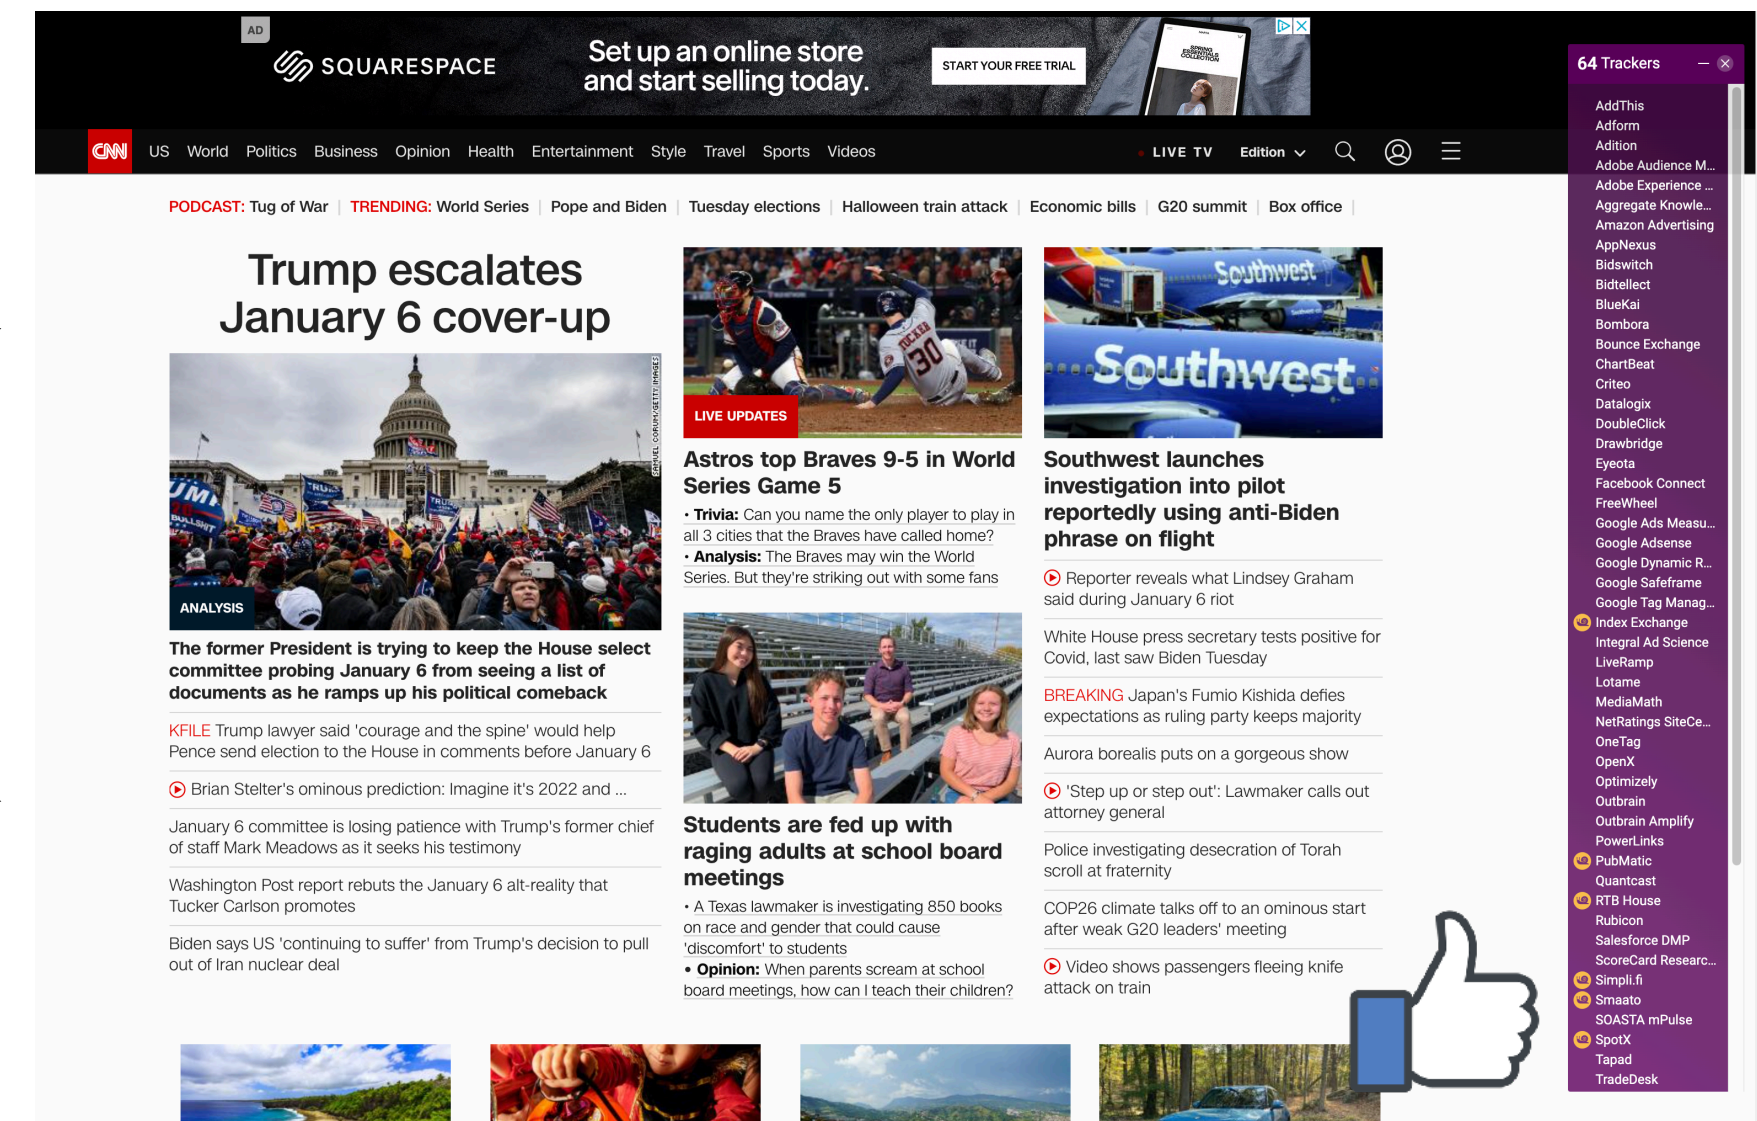 AD
SQUARESPACE
Set up an online store
and start selling today.
START YOUR FREE TRIAL
SPRING
ESSENTIALS
COLLECTION
CNN
US World Politics Business Opinion Health Entertainment Style Travel Sports Videos
LIVE TV Edition
PODCAST: Tug of War | TRENDING: World Series | Pope and Biden | Tuesday elections | Halloween train attack | Economic bills | G20 summit | Box office |
Trump escalates
January 6 cover-up
SAMUEL CORUM/GETTY IMAGES
TRUMP
BULLSHIT
ANALYSIS
The former President is trying to keep the House select
committee probing January 6 from seeing a list of
documents as he ramps up his political comeback
KFILE Trump lawyer said 'courage and the spine' would help
Pence send election to the House in comments before January 6
Brian Stelter's ominous prediction: Imagine it's 2022 and ...
January 6 committee is losing patience with Trump's former chief
of staff Mark Meadows as it seeks his testimony
Washington Post report rebuts the January 6 alt-reality that
Tucker Carlson promotes
Biden says US 'continuing to suffer' from Trump's decision to pull
out of Iran nuclear deal
TUCKER
30
LIVE UPDATES
Astros top Braves 9-5 in World
Series Game 5
• Trivia: Can you name the only player to play in
all 3 cities that the Braves have called home?
• Analysis: The Braves may win the World
Series. But they're striking out with some fans
Students are fed up with
raging adults at school board
meetings
• A Texas lawmaker is investigating 850 books
on race and gender that could cause
'discomfort' to students
• Opinion: When parents scream at school
board meetings, how can I teach their children?
Southwest
Southwest
Southwest launches
investigation into pilot
reportedly using anti-Biden
phrase on flight
Reporter reveals what Lindsey Graham
said during January 6 riot
White House press secretary tests positive for
Covid, last saw Biden Tuesday
BREAKING Japan's Fumio Kishida defies
expectations as ruling party keeps majority
Aurora borealis puts on a gorgeous show
'Step up or step out': Lawmaker calls out
attorney general
Police investigating desecration of Torah
scroll at fraternity
COP26 climate talks off to an ominous start
after weak G20 leaders' meeting
Video shows passengers fleeing knife
attack on train
64 Trackers
AddThis
Adform
Adition
Adobe Audience M...
Adobe Experience ...
Aggregate Knowle...
Amazon Advertising
AppNexus
Bidswitch
Bidtellect
BlueKai
Bombora
Bounce Exchange
ChartBeat
Criteo
Datalogix
DoubleClick
Drawbridge
Eyeota
Facebook Connect
FreeWheel
Google Ads Measu...
Google Adsense
Google Dynamic R...
Google Safeframe
Google Tag Manag...
Index Exchange
Integral Ad Science
LiveRamp
Lotame
MediaMath
NetRatings SiteCe...
OneTag
OpenX
Optimizely
Outbrain
Outbrain Amplify
PowerLinks
PubMatic
Quantcast
RTB House
Rubicon
Salesforce DMP
ScoreCard Researc...
Simpli.fi
Smaato
SOASTA mPulse
SpotX
Tapad
TradeDesk